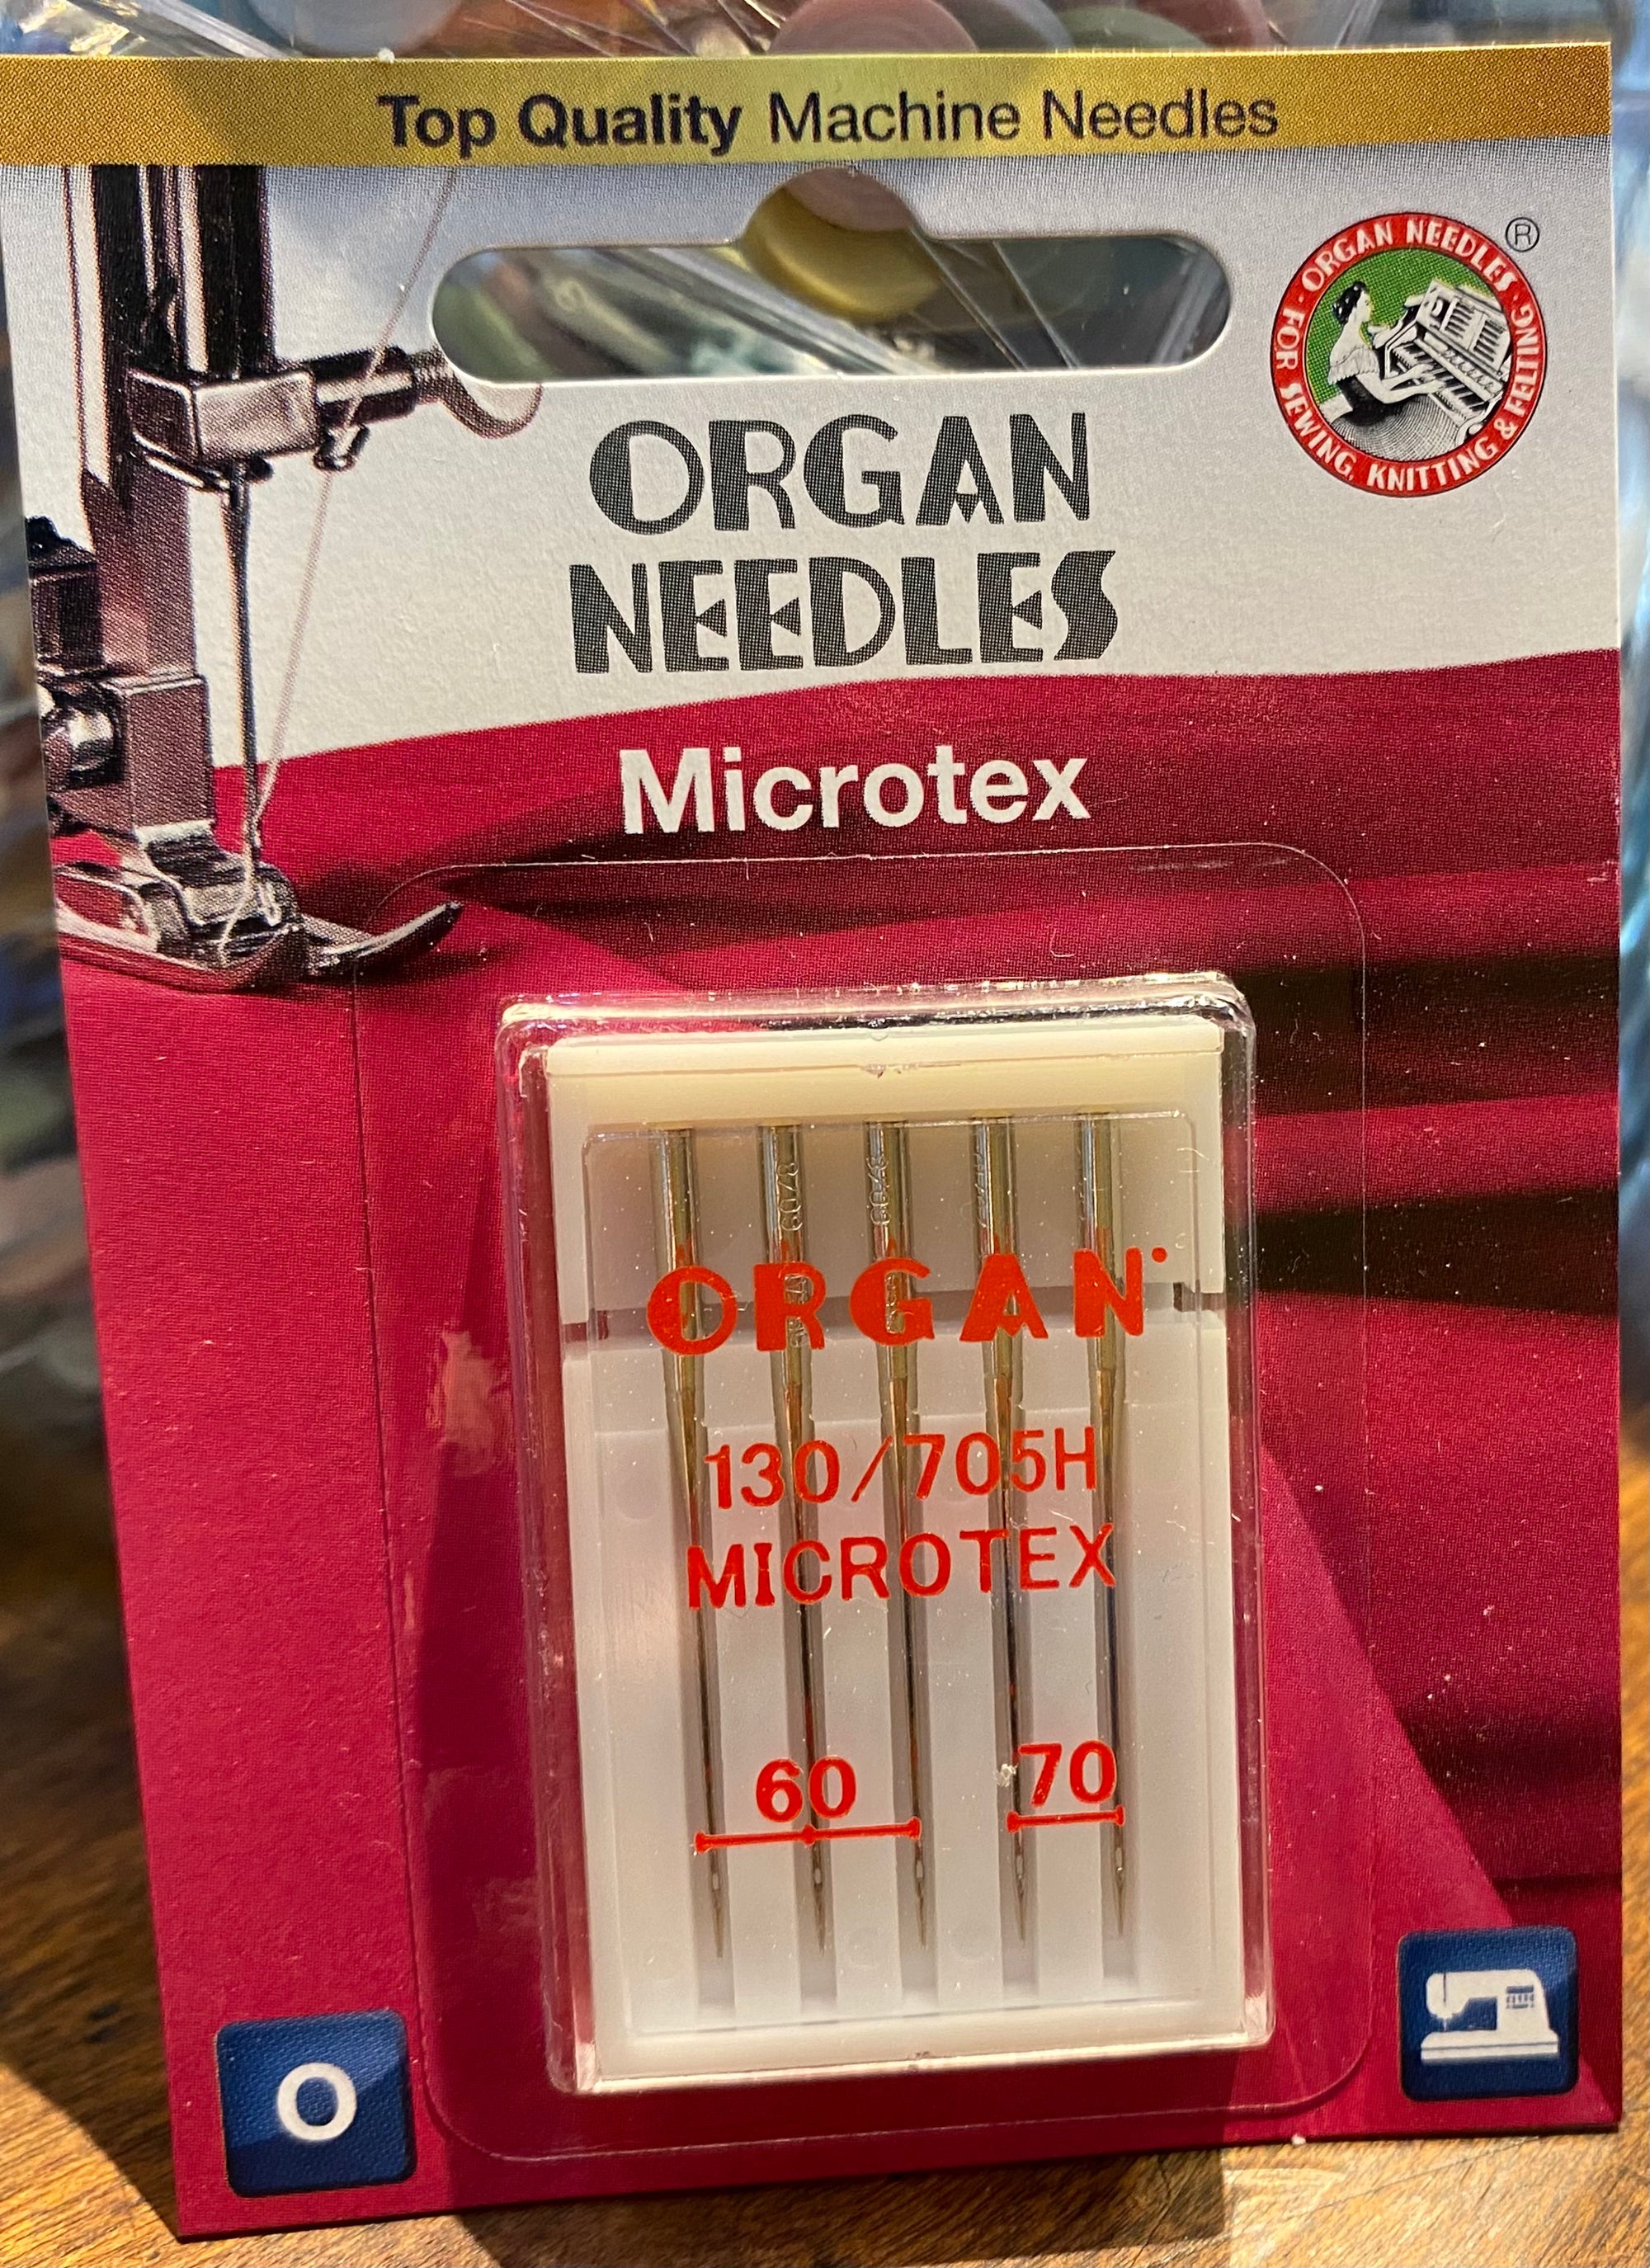 Top Quality Machine Needles
· ORGAN NEEDLES · FOR SEWING, KNITTING & FELTING.
®
ORGAN
NEEDLES
Microtex
ORGAN
130/705H
MICROTEX
60 70
O